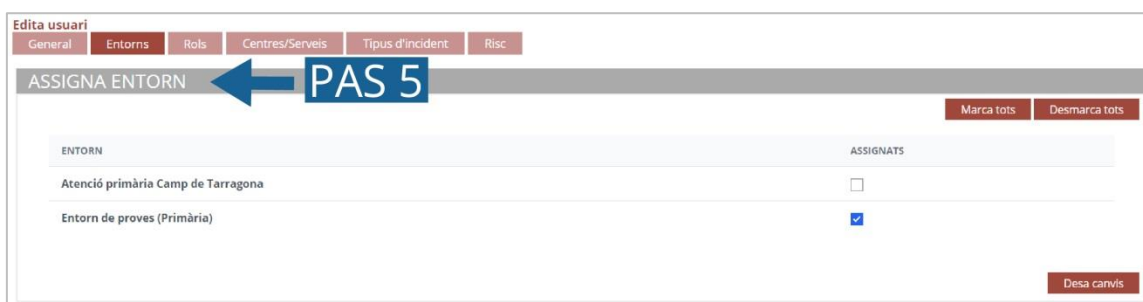 Edita usuari
General Entorns Rols Centres/Serveis Tipus d'incident Risc
ASSIGNA ENTORN PAS 5
Marca tots Desmarca tots
ENTORN ASSIGNATS
Atenció primària Camp de Tarragona
Entorn de proves (Primària)
Desa canvis